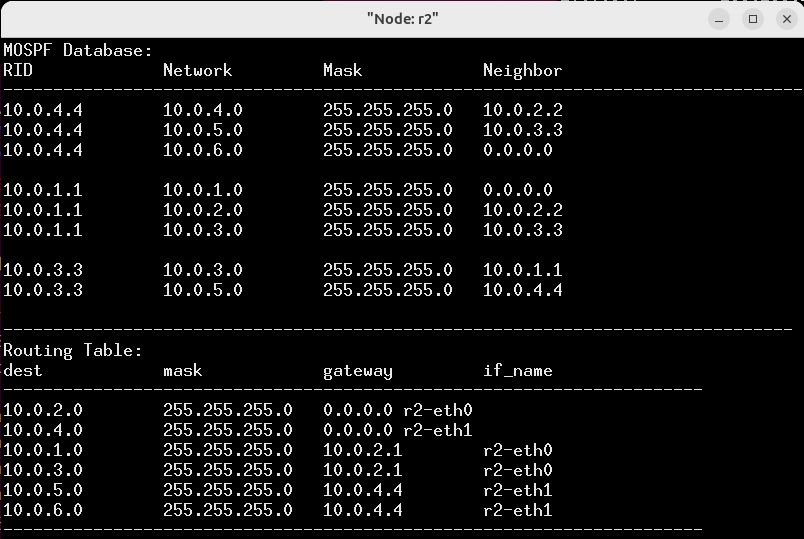 "Node: r2"
MOSPF Database:
RID Network Mask Neighbor
--------------------------------------------------------------------------------
10.0.4.4 10.0.4.0 255.255.255.0 10.0.2.2
10.0.4.4 10.0.5.0 255.255.255.0 10.0.3.3
10.0.4.4 10.0.6.0 255.255.255.0 0.0.0.0
10.0.1.1 10.0.1.0 255.255.255.0 0.0.0.0
10.0.1.1 10.0.2.0 255.255.255.0 10.0.2.2
10.0.1.1 10.0.3.0 255.255.255.0 10.0.3.3
10.0.3.3 10.0.3.0 255.255.255.0 10.0.1.1
10.0.3.3 10.0.5.0 255.255.255.0 10.0.4.4
-------------------------------------------------------------------------------
Routing Table:
dest mask gateway if_name
----------------------------------------------------------------------
10.0.2.0 255.255.255.0 0.0.0.0 r2-eth0
10.0.4.0 255.255.255.0 0.0.0.0 r2-eth1
10.0.1.0 255.255.255.0 10.0.2.1 r2-eth0
10.0.3.0 255.255.255.0 10.0.2.1 r2-eth0
10.0.5.0 255.255.255.0 10.0.4.4 r2-eth1
10.0.6.0 255.255.255.0 10.0.4.4 r2-eth1
----------------------------------------------------------------------